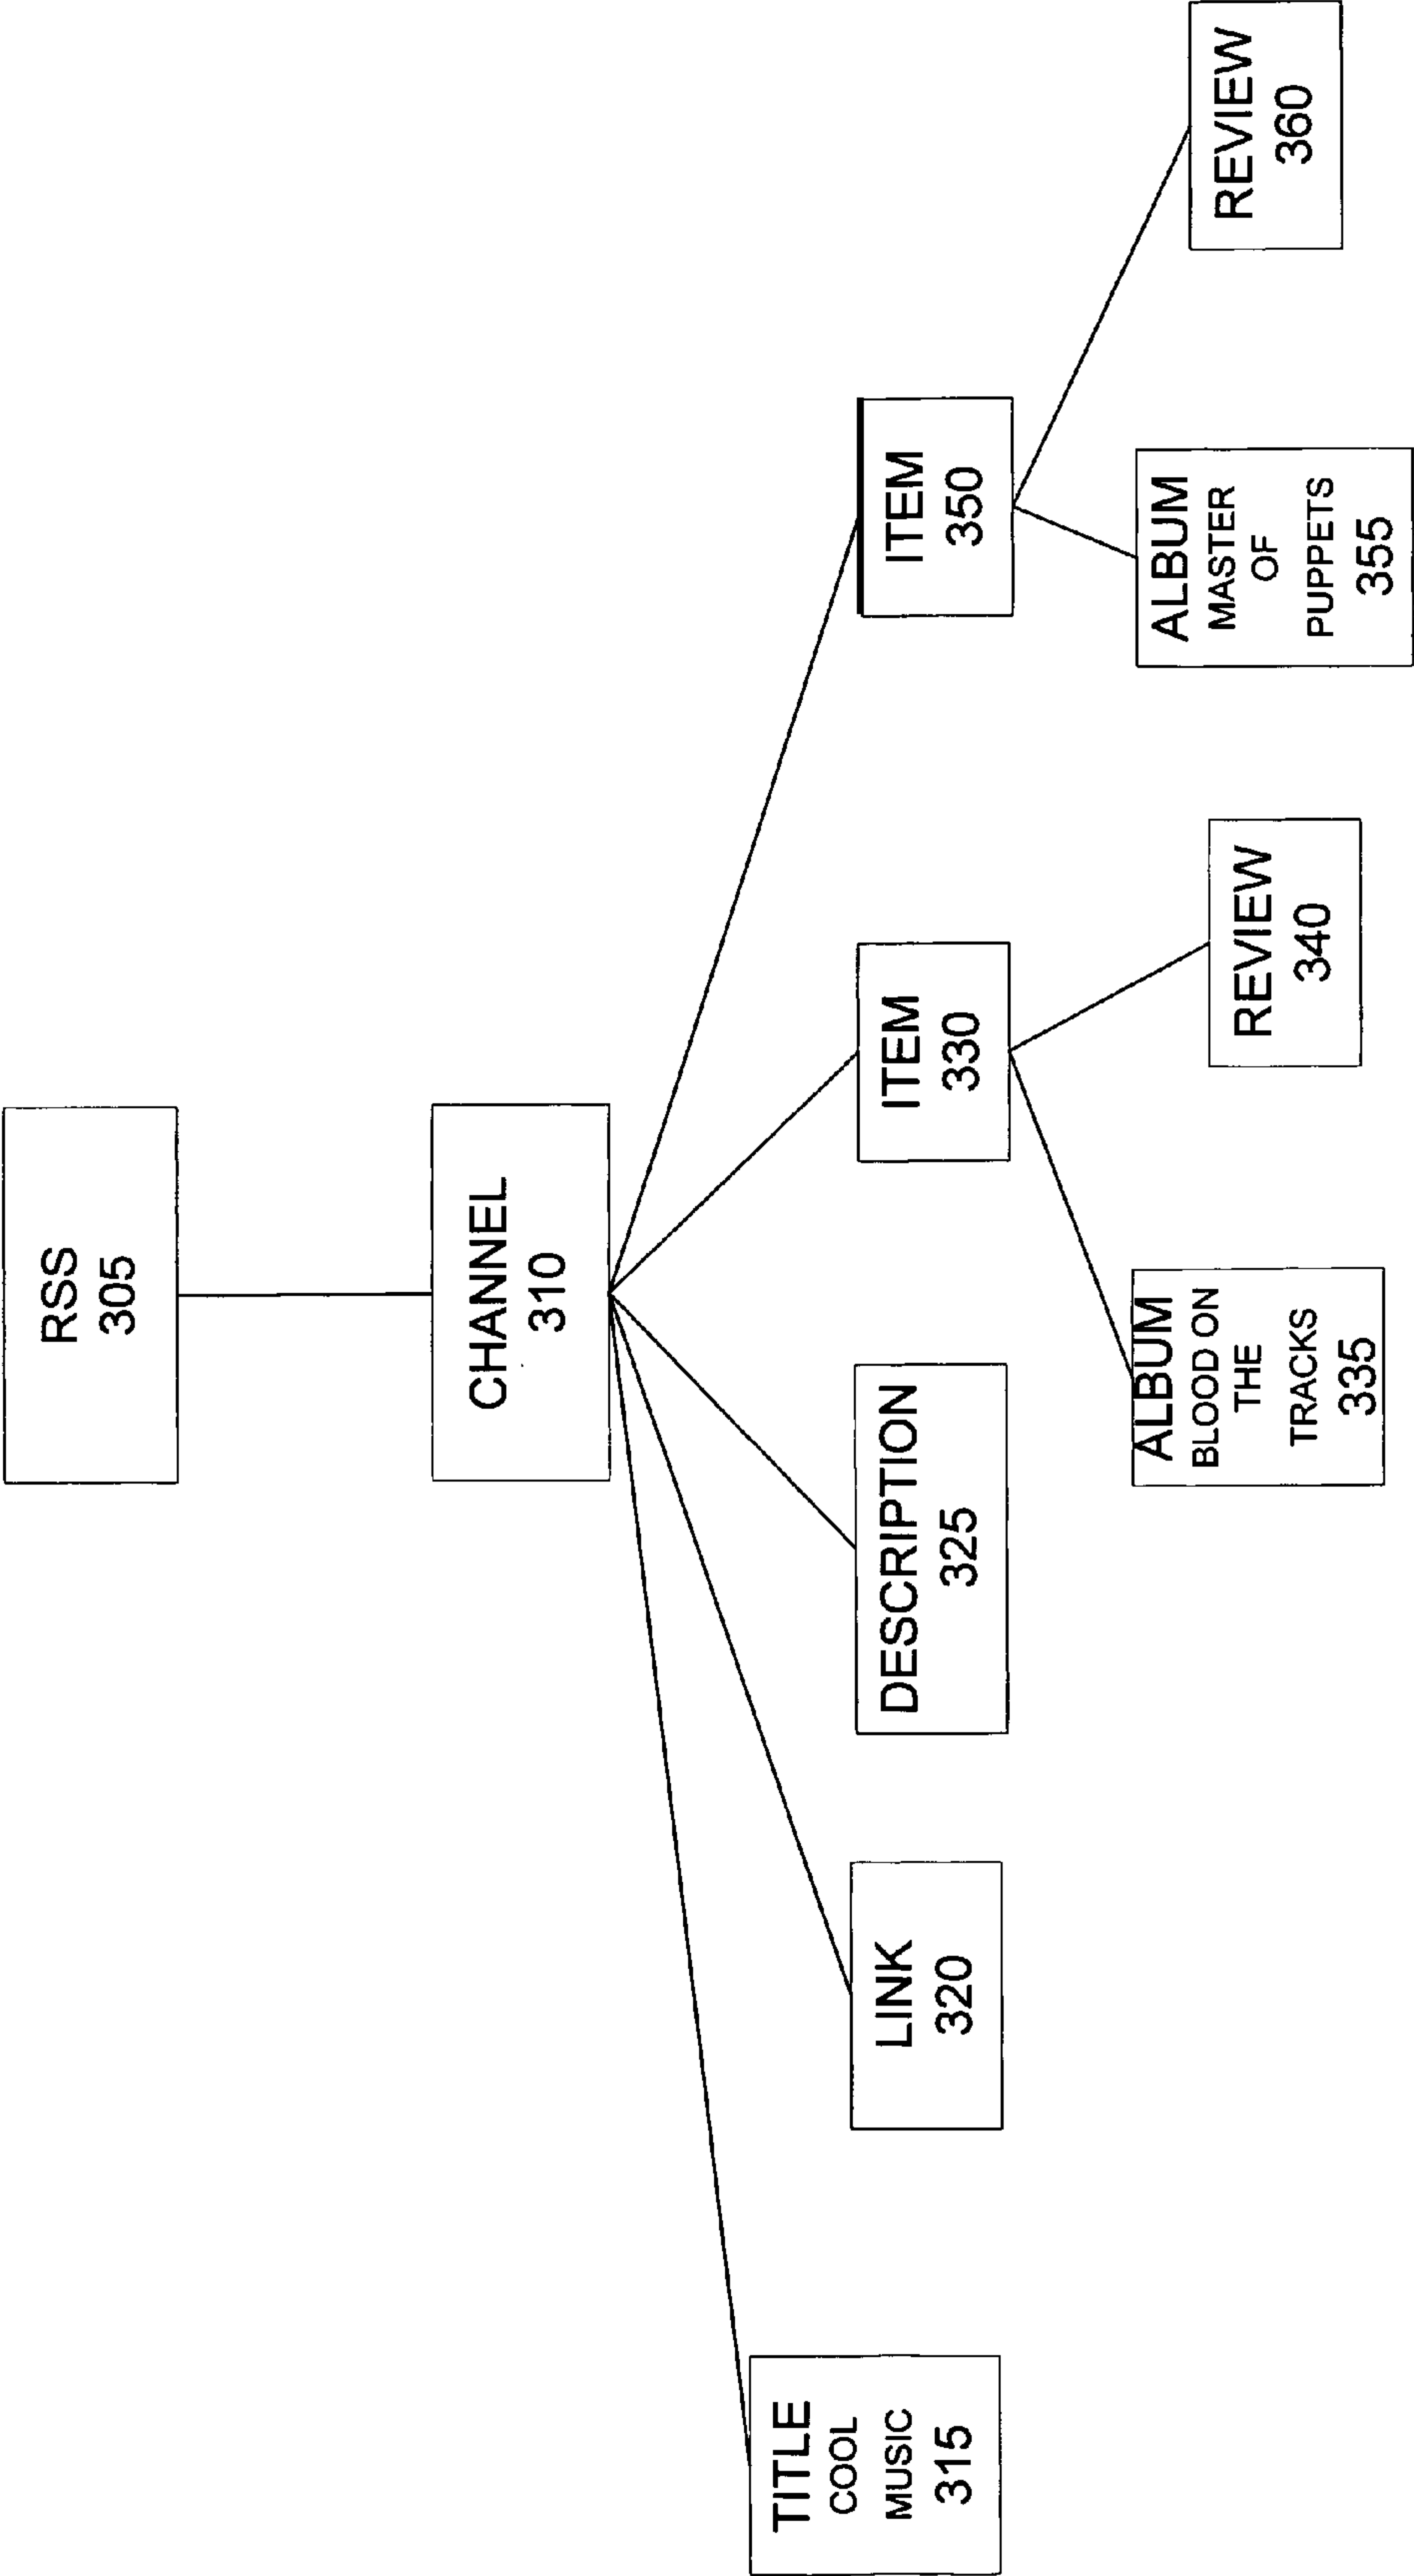 RSS
305
CHANNEL
310
TITLE
COOL
MUSIC
315
LINK
320
DESCRIPTION
325
ITEM
330
ITEM
350
ALBUM
BLOOD ON
THE
TRACKS
335
REVIEW
340
ALBUM
MASTER
OF
PUPPETS
355
REVIEW
360